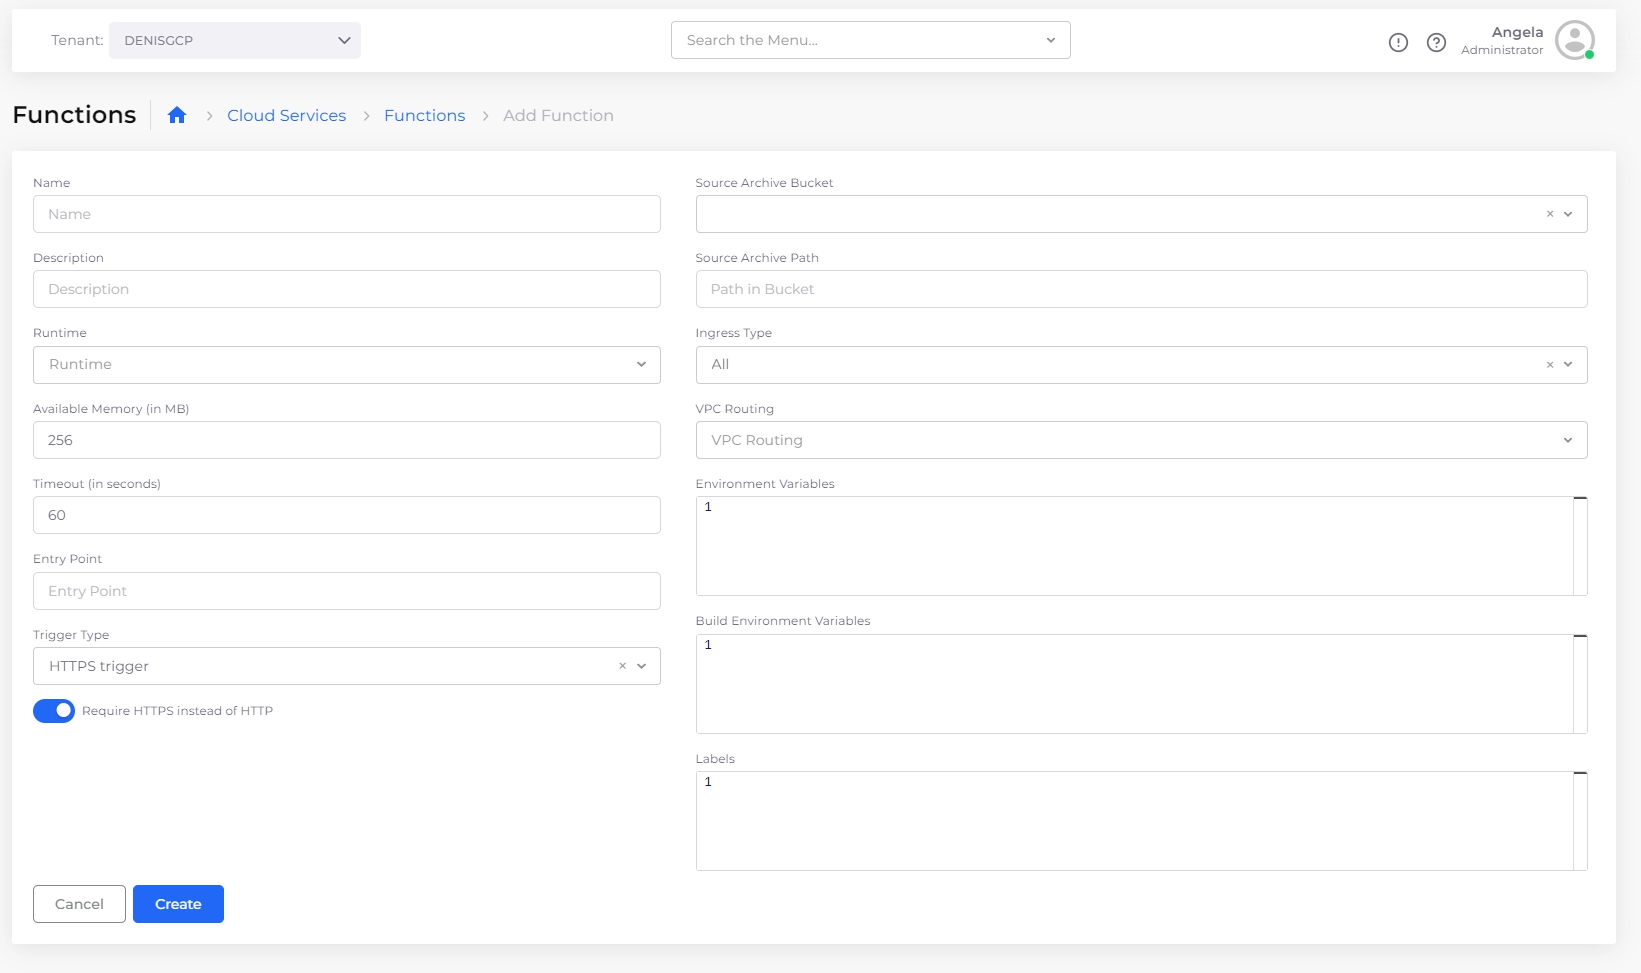 Tenant: DENISGCP Search the Menu... Angela
Administrator
Functions Cloud Services Functions Add Function
Name
Name
Description
Description
Runtime
Runtime
Available Memory (in MB)
256
Timeout (in seconds)
60
Entry Point
Entry Point
Trigger Type
HTTPS trigger
Require HTTPS instead of HTTP
Source Archive Bucket
Source Archive Path
Path in Bucket
Ingress Type
All
VPC Routing
VPC Routing
Environment Variables
1
Build Environment Variables
1
Labels
1
Cancel Create